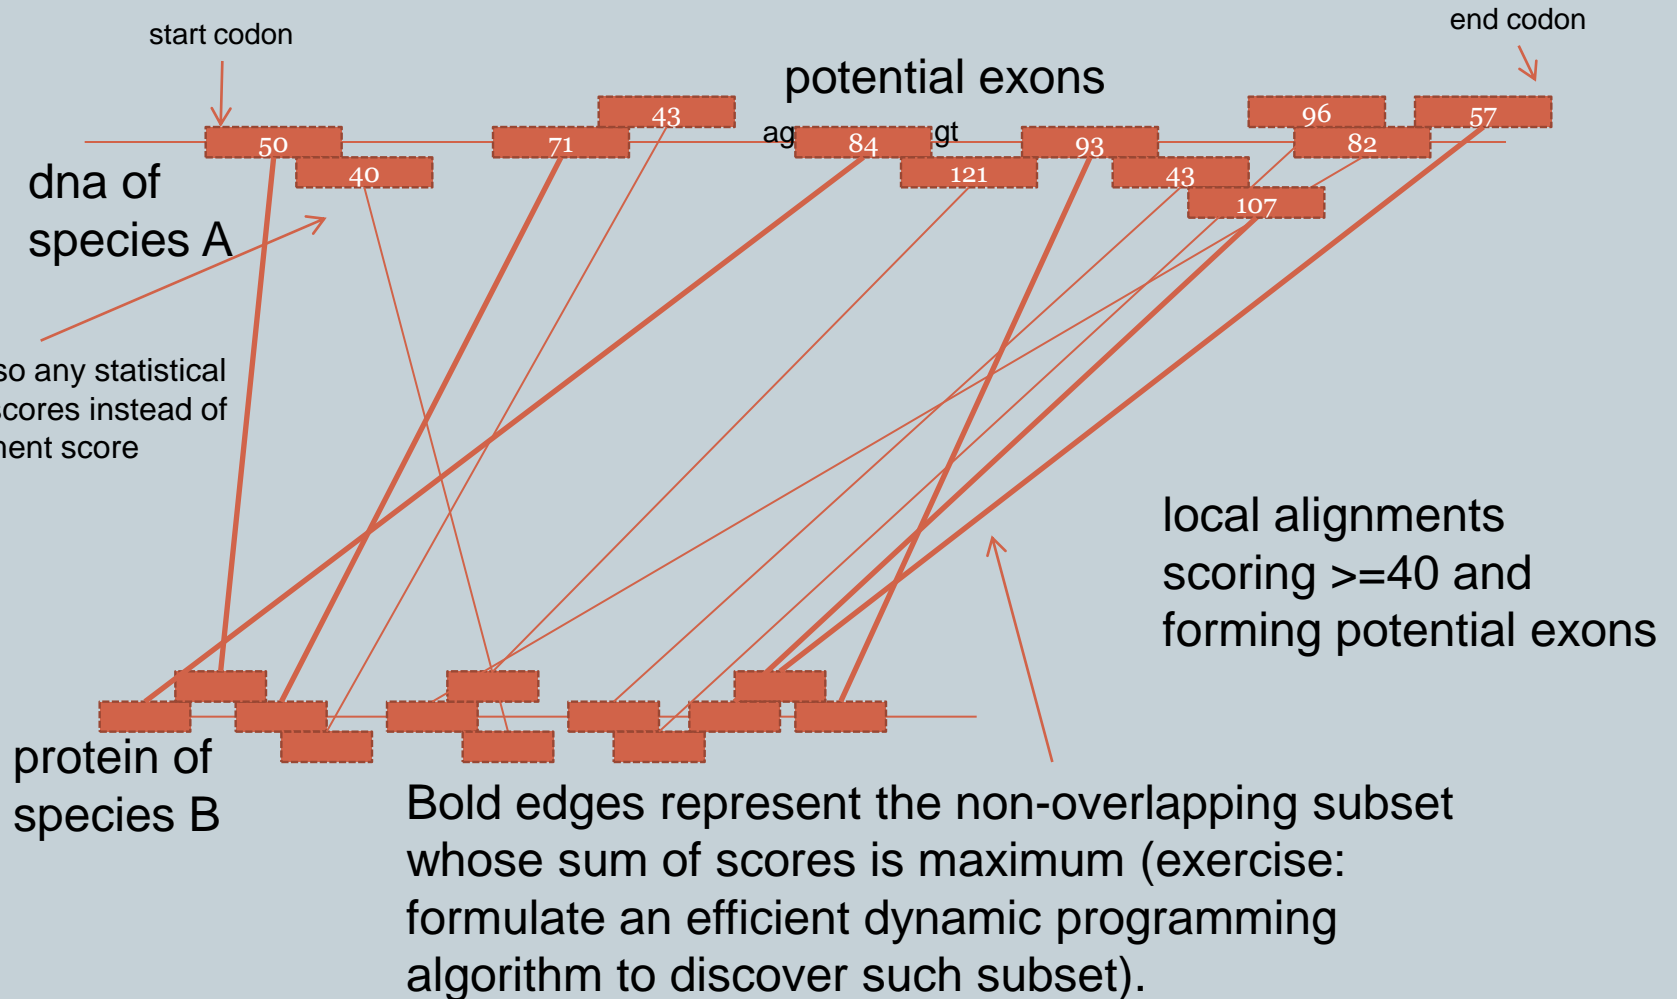 start codon
end codon
potential exons
43
96
57
ag
gt
50
71
84
93
82
40
121
43
107
dna of
species A
so any statistical
scores instead of
ment score
local alignments
scoring >=40 and
forming potential exons
protein of
species B
Bold edges represent the non-overlapping subset
whose sum of scores is maximum (exercise:
formulate an efficient dynamic programming
algorithm to discover such subset).